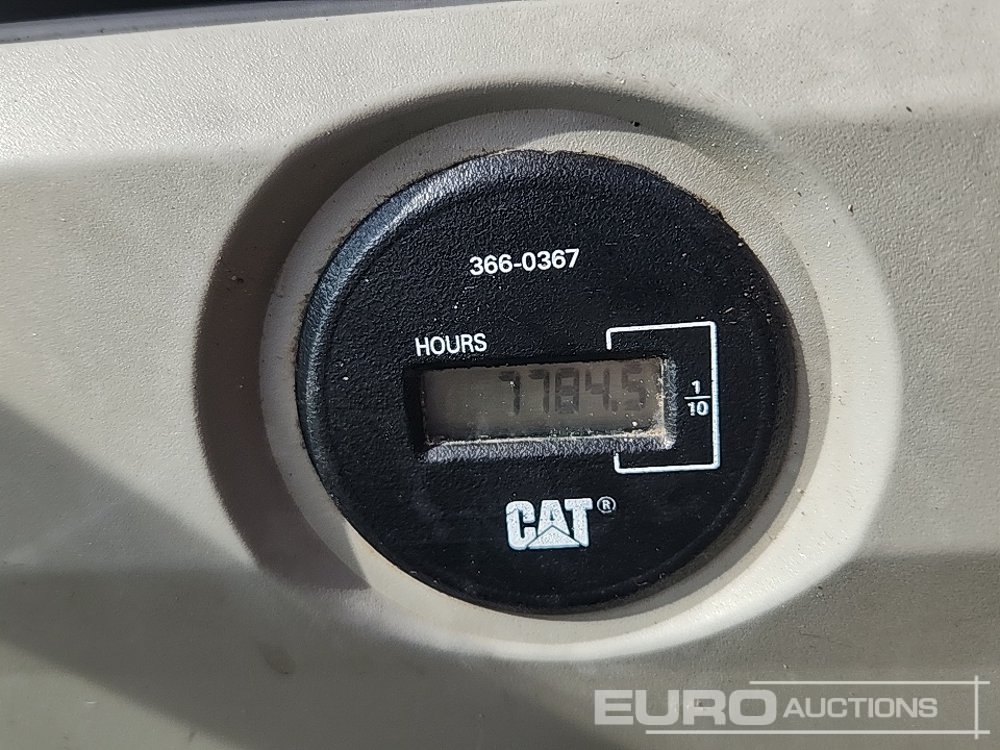 366-0367
HOURS
7784.5
1
10
CAT®
EURO AUCTIONS